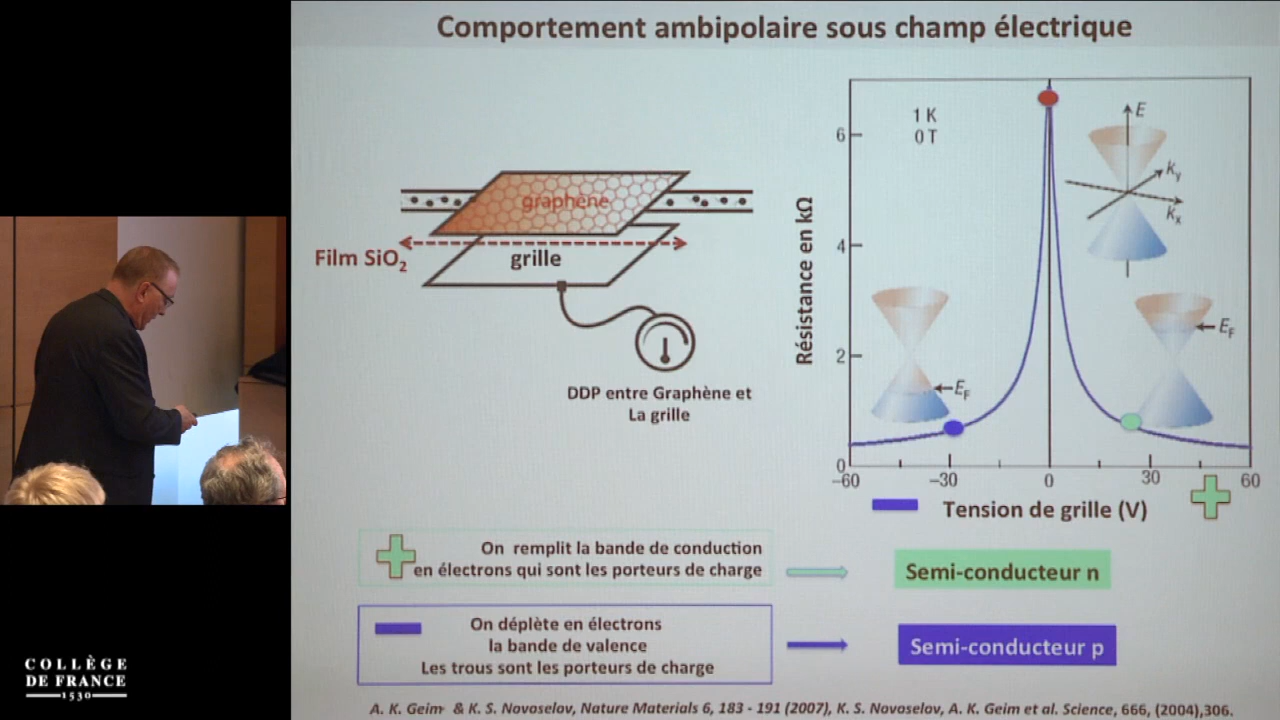 Comportement ambipolaire sous champ électrique
graphène
Film SiO₂
grille
DDP entre Graphène et
La grille
Résistance en kΩ
6
4
2
0
1 K
0 T
E
k_y
k_x
E_F
E_F
−60
−30
0
30
60
Tension de grille (V)
On remplit la bande de conduction
en électrons qui sont les porteurs de charge
Semi-conducteur n
On déplète en électrons
la bande de valence
Les trous sont les porteurs de charge
Semi-conducteur p
A. K. Geim & K. S. Novoselov, Nature Materials 6, 183 - 191 (2007), K. S. Novoselov, A. K. Geim et al. Science, 666, (2004),306.
COLLÈGE
DE FRANCE
1530